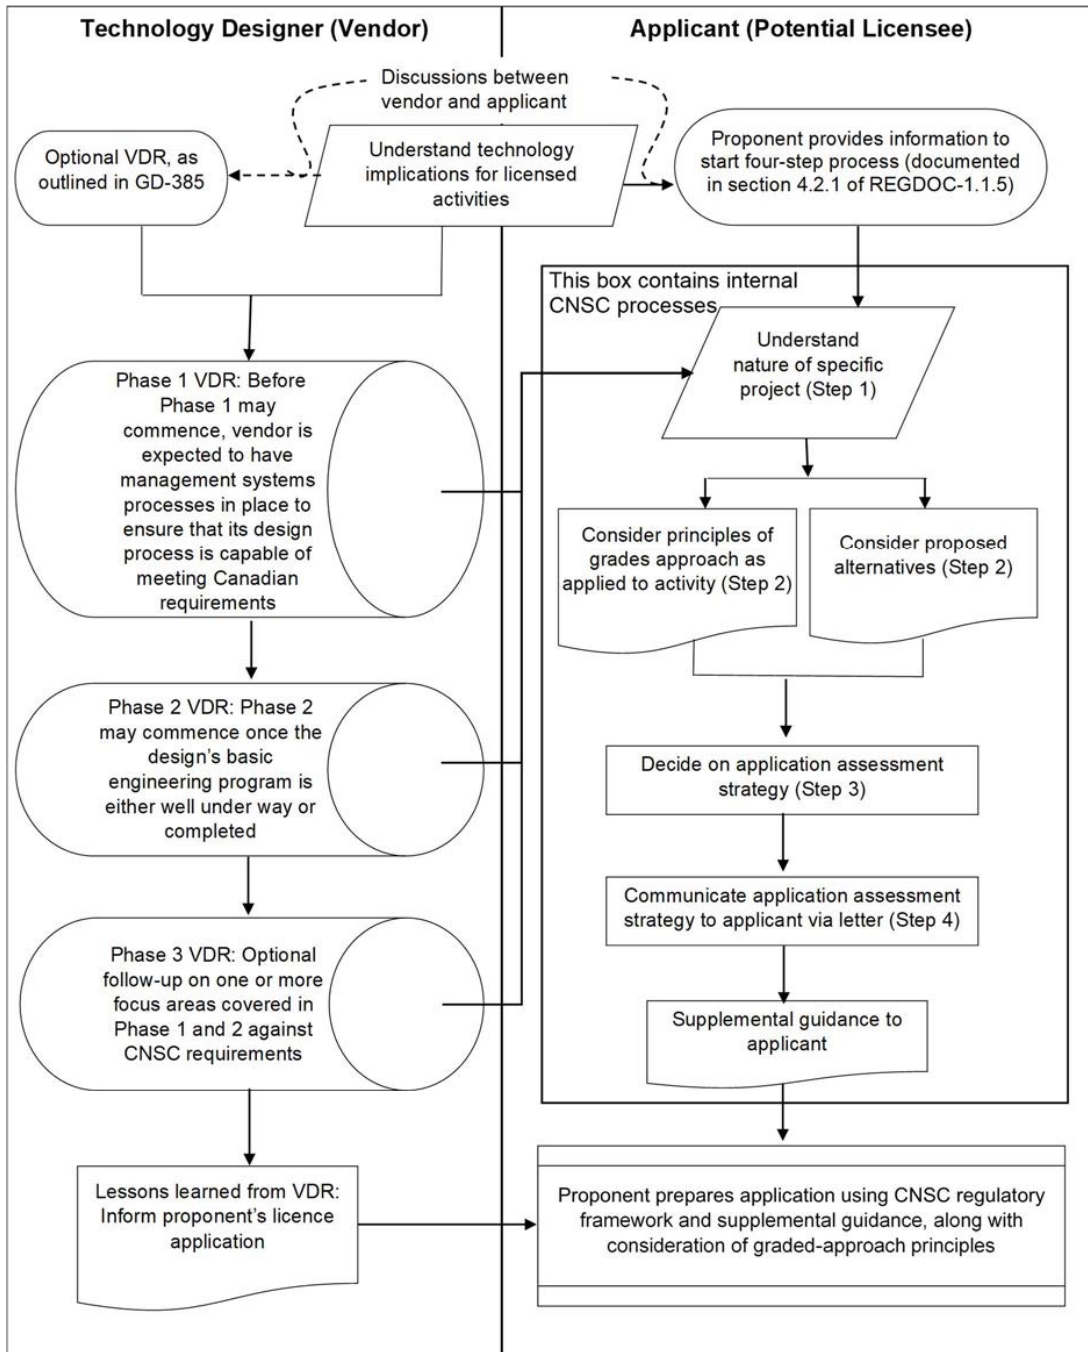 Technology Designer (Vendor)
Applicant (Potential Licensee)
Discussions between
vendor and applicant
Optional VDR, as
outlined in GD-385
Understand technology
implications for licensed
activities
Proponent provides information to
start four-step process (documented
in section 4.2.1 of REGDOC-1.1.5)
This box contains internal
CNSC processes
Understand
nature of specific
project (Step 1)
Phase 1 VDR: Before
Phase 1 may
commence, vendor is
expected to have
management systems
processes in place to
ensure that its design
process is capable of
meeting Canadian
requirements
Consider principles of
grades approach as
applied to activity (Step 2)
Consider proposed
alternatives (Step 2)
Phase 2 VDR: Phase 2
may commence once the
design's basic
engineering program is
either well under way or
completed
Decide on application assessment
strategy (Step 3)
Communicate application assessment
strategy to applicant via letter (Step 4)
Phase 3 VDR: Optional
follow-up on one or more
focus areas covered in
Phase 1 and 2 against
CNSC requirements
Supplemental guidance to
applicant
Lessons learned from VDR:
Inform proponent's licence
application
Proponent prepares application using CNSC regulatory
framework and supplemental guidance, along with
consideration of graded-approach principles